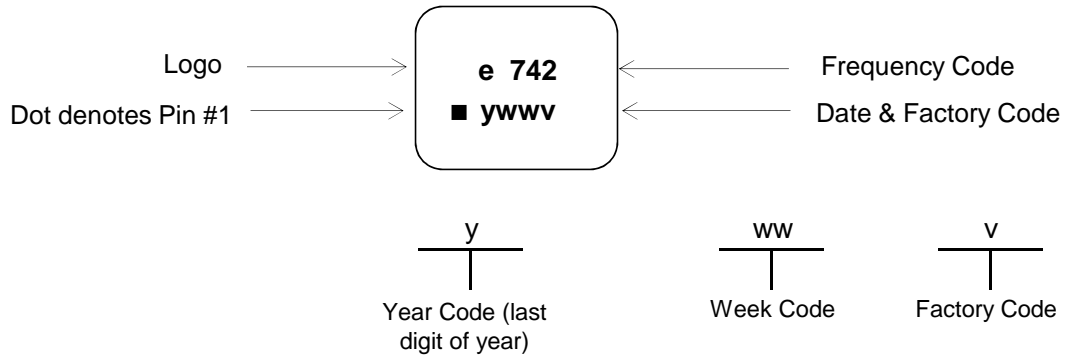 Logo
e 742
Frequency Code
Dot denotes Pin #1
■ ywwv
Date & Factory Code
y
ww
v
Year Code (last
digit of year)
Week Code
Factory Code